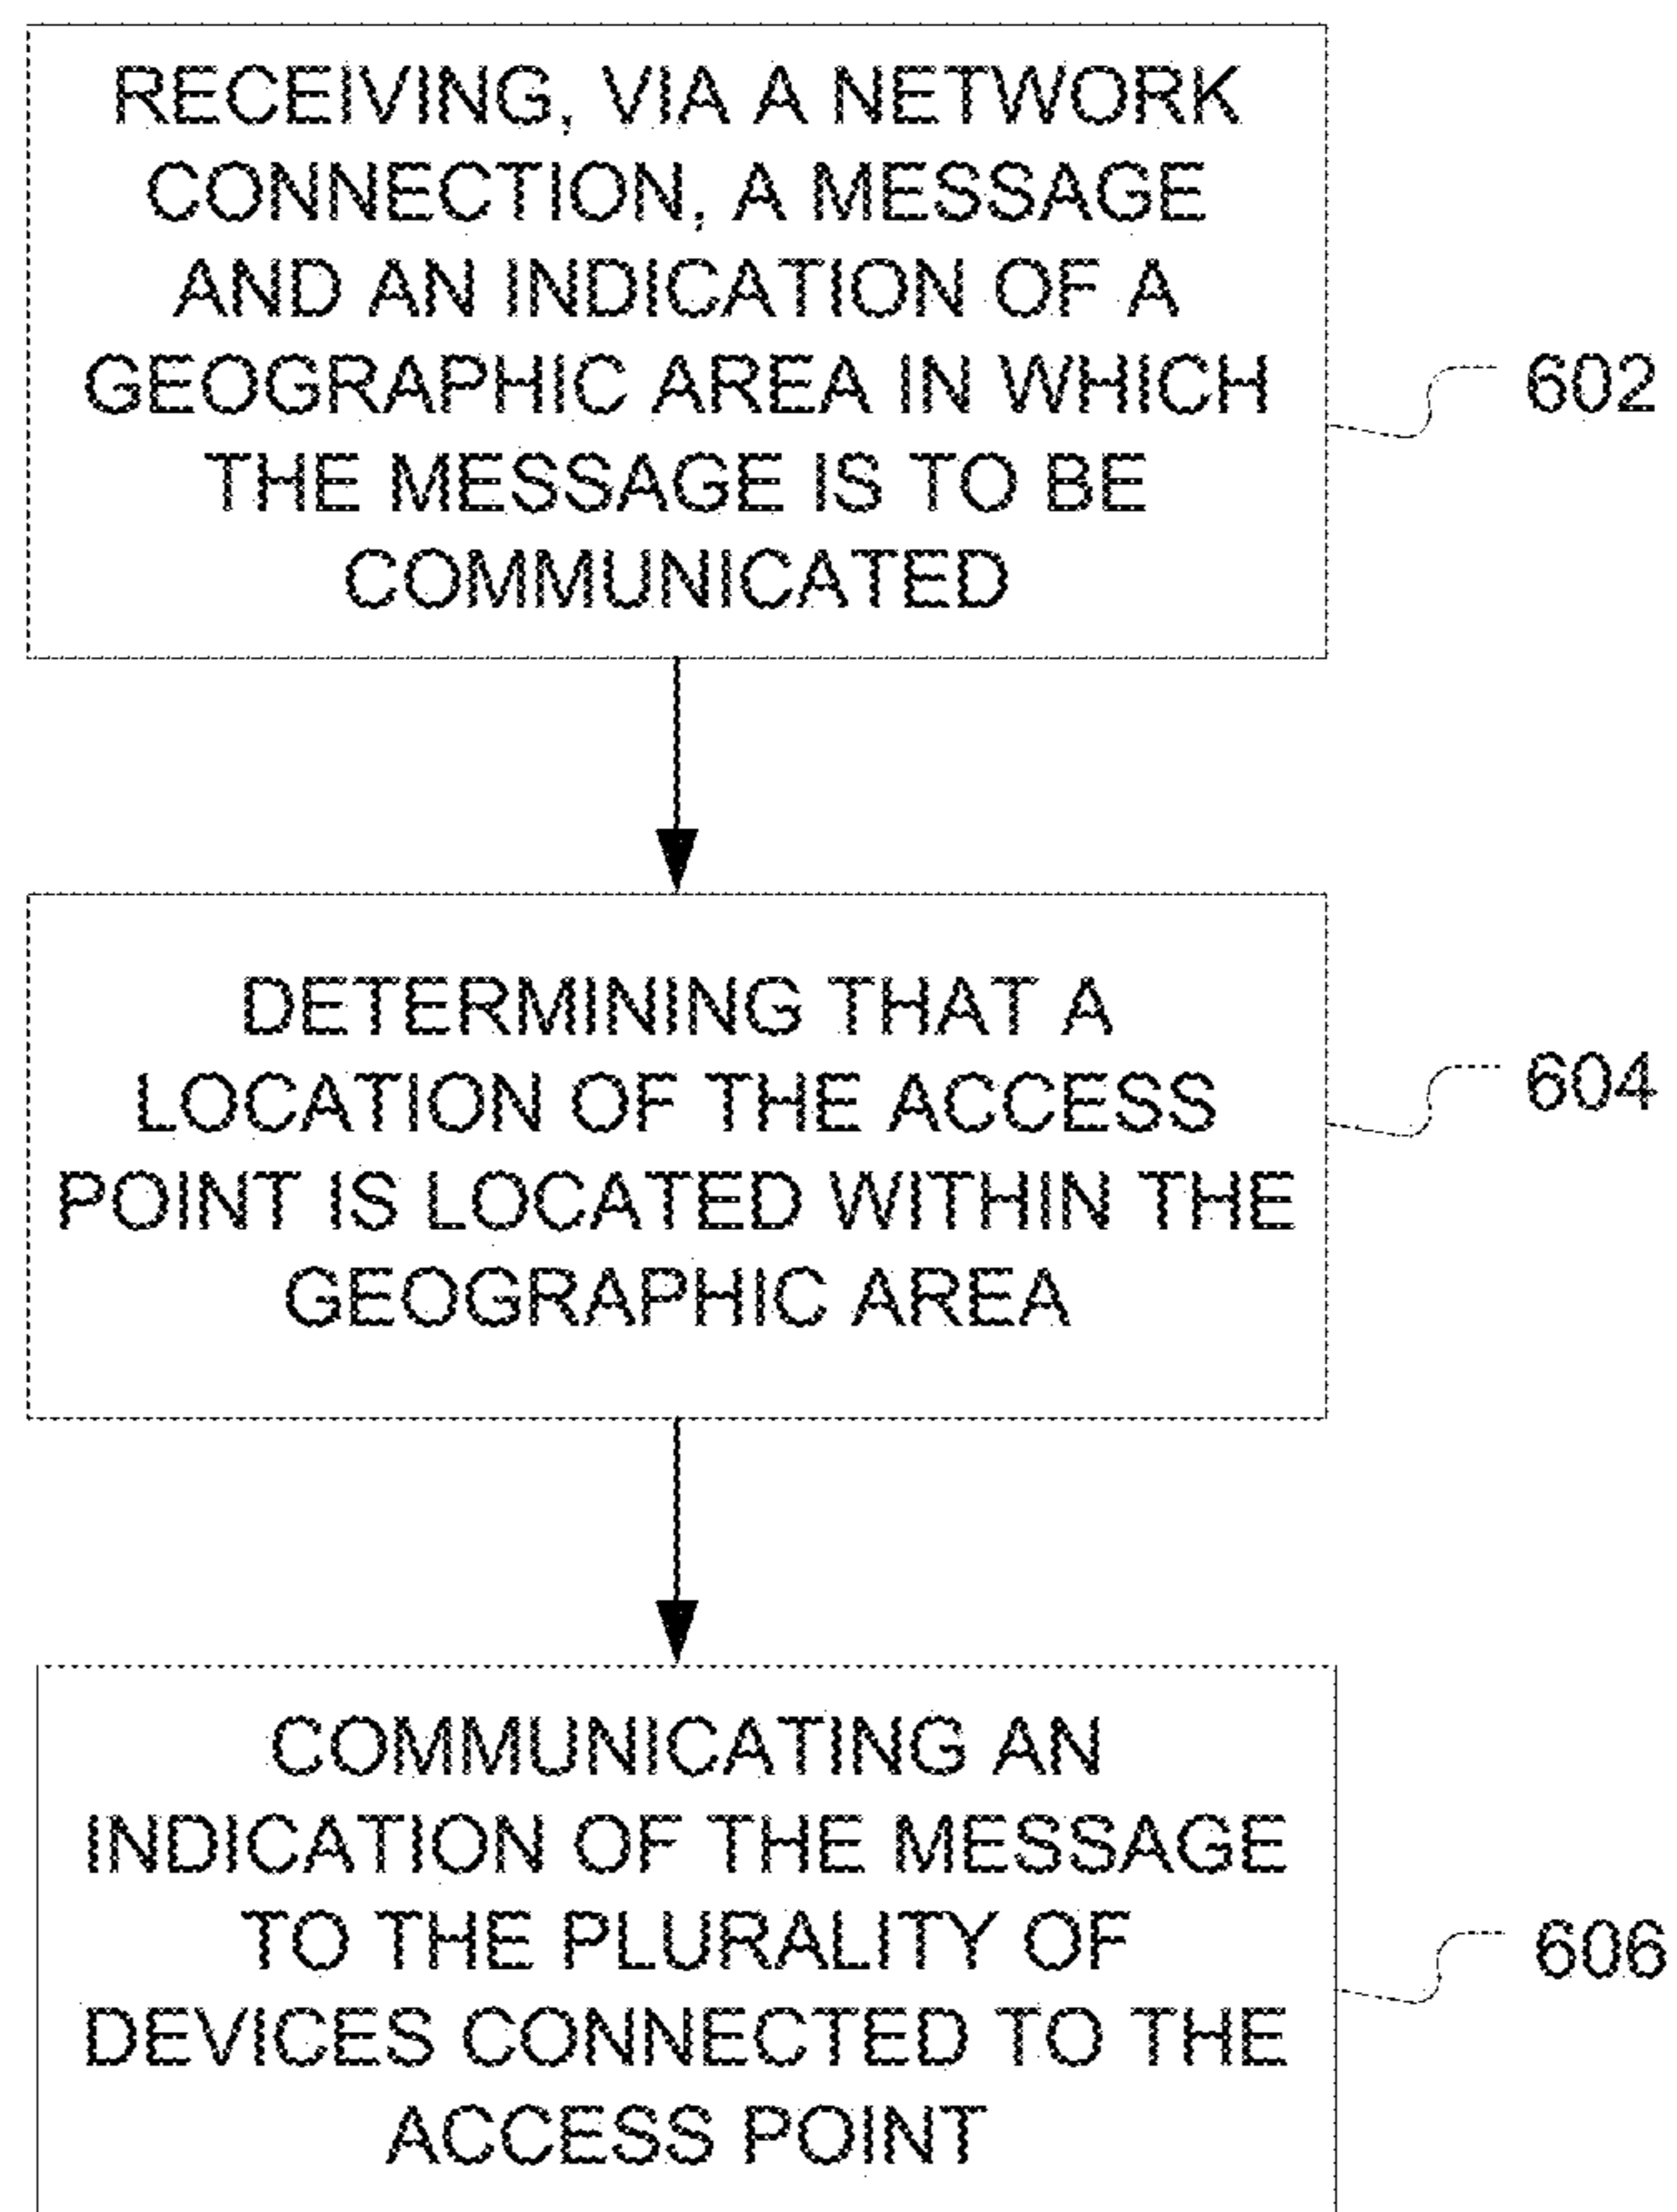 RECEIVING, VIA A NETWORK
CONNECTION, A MESSAGE
AND AN INDICATION OF A
GEOGRAPHIC AREA IN WHICH
THE MESSAGE IS TO BE
COMMUNICATED
602
DETERMINING THAT A
LOCATION OF THE ACCESS
POINT IS LOCATED WITHIN THE
GEOGRAPHIC AREA
604
COMMUNICATING AN
INDICATION OF THE MESSAGE
TO THE PLURALITY OF
DEVICES CONNECTED TO THE
ACCESS POINT
606